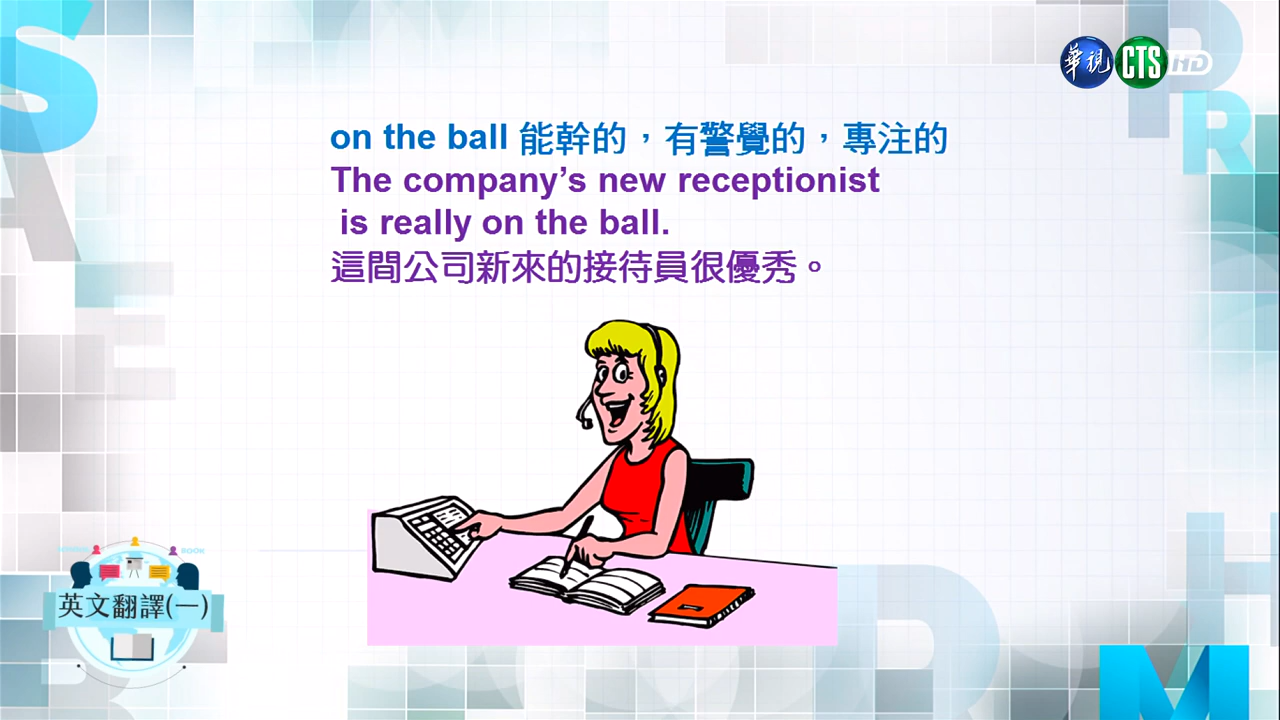 華視 CTS HD
on the ball 能幹的，有警覺的，專注的
The company's new receptionist
is really on the ball.
這間公司新來的接待員很優秀。
BOOK
英文翻譯(一)
S
A
E
R
R
H
M